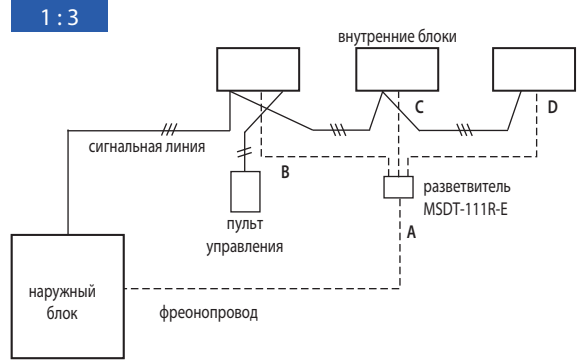 1 : 3
внутренние блоки
C
D
сигнальная линия
B
разветвитель
MSDT-111R-E
пульт
управления
A
наружный
блок
фреонопровод